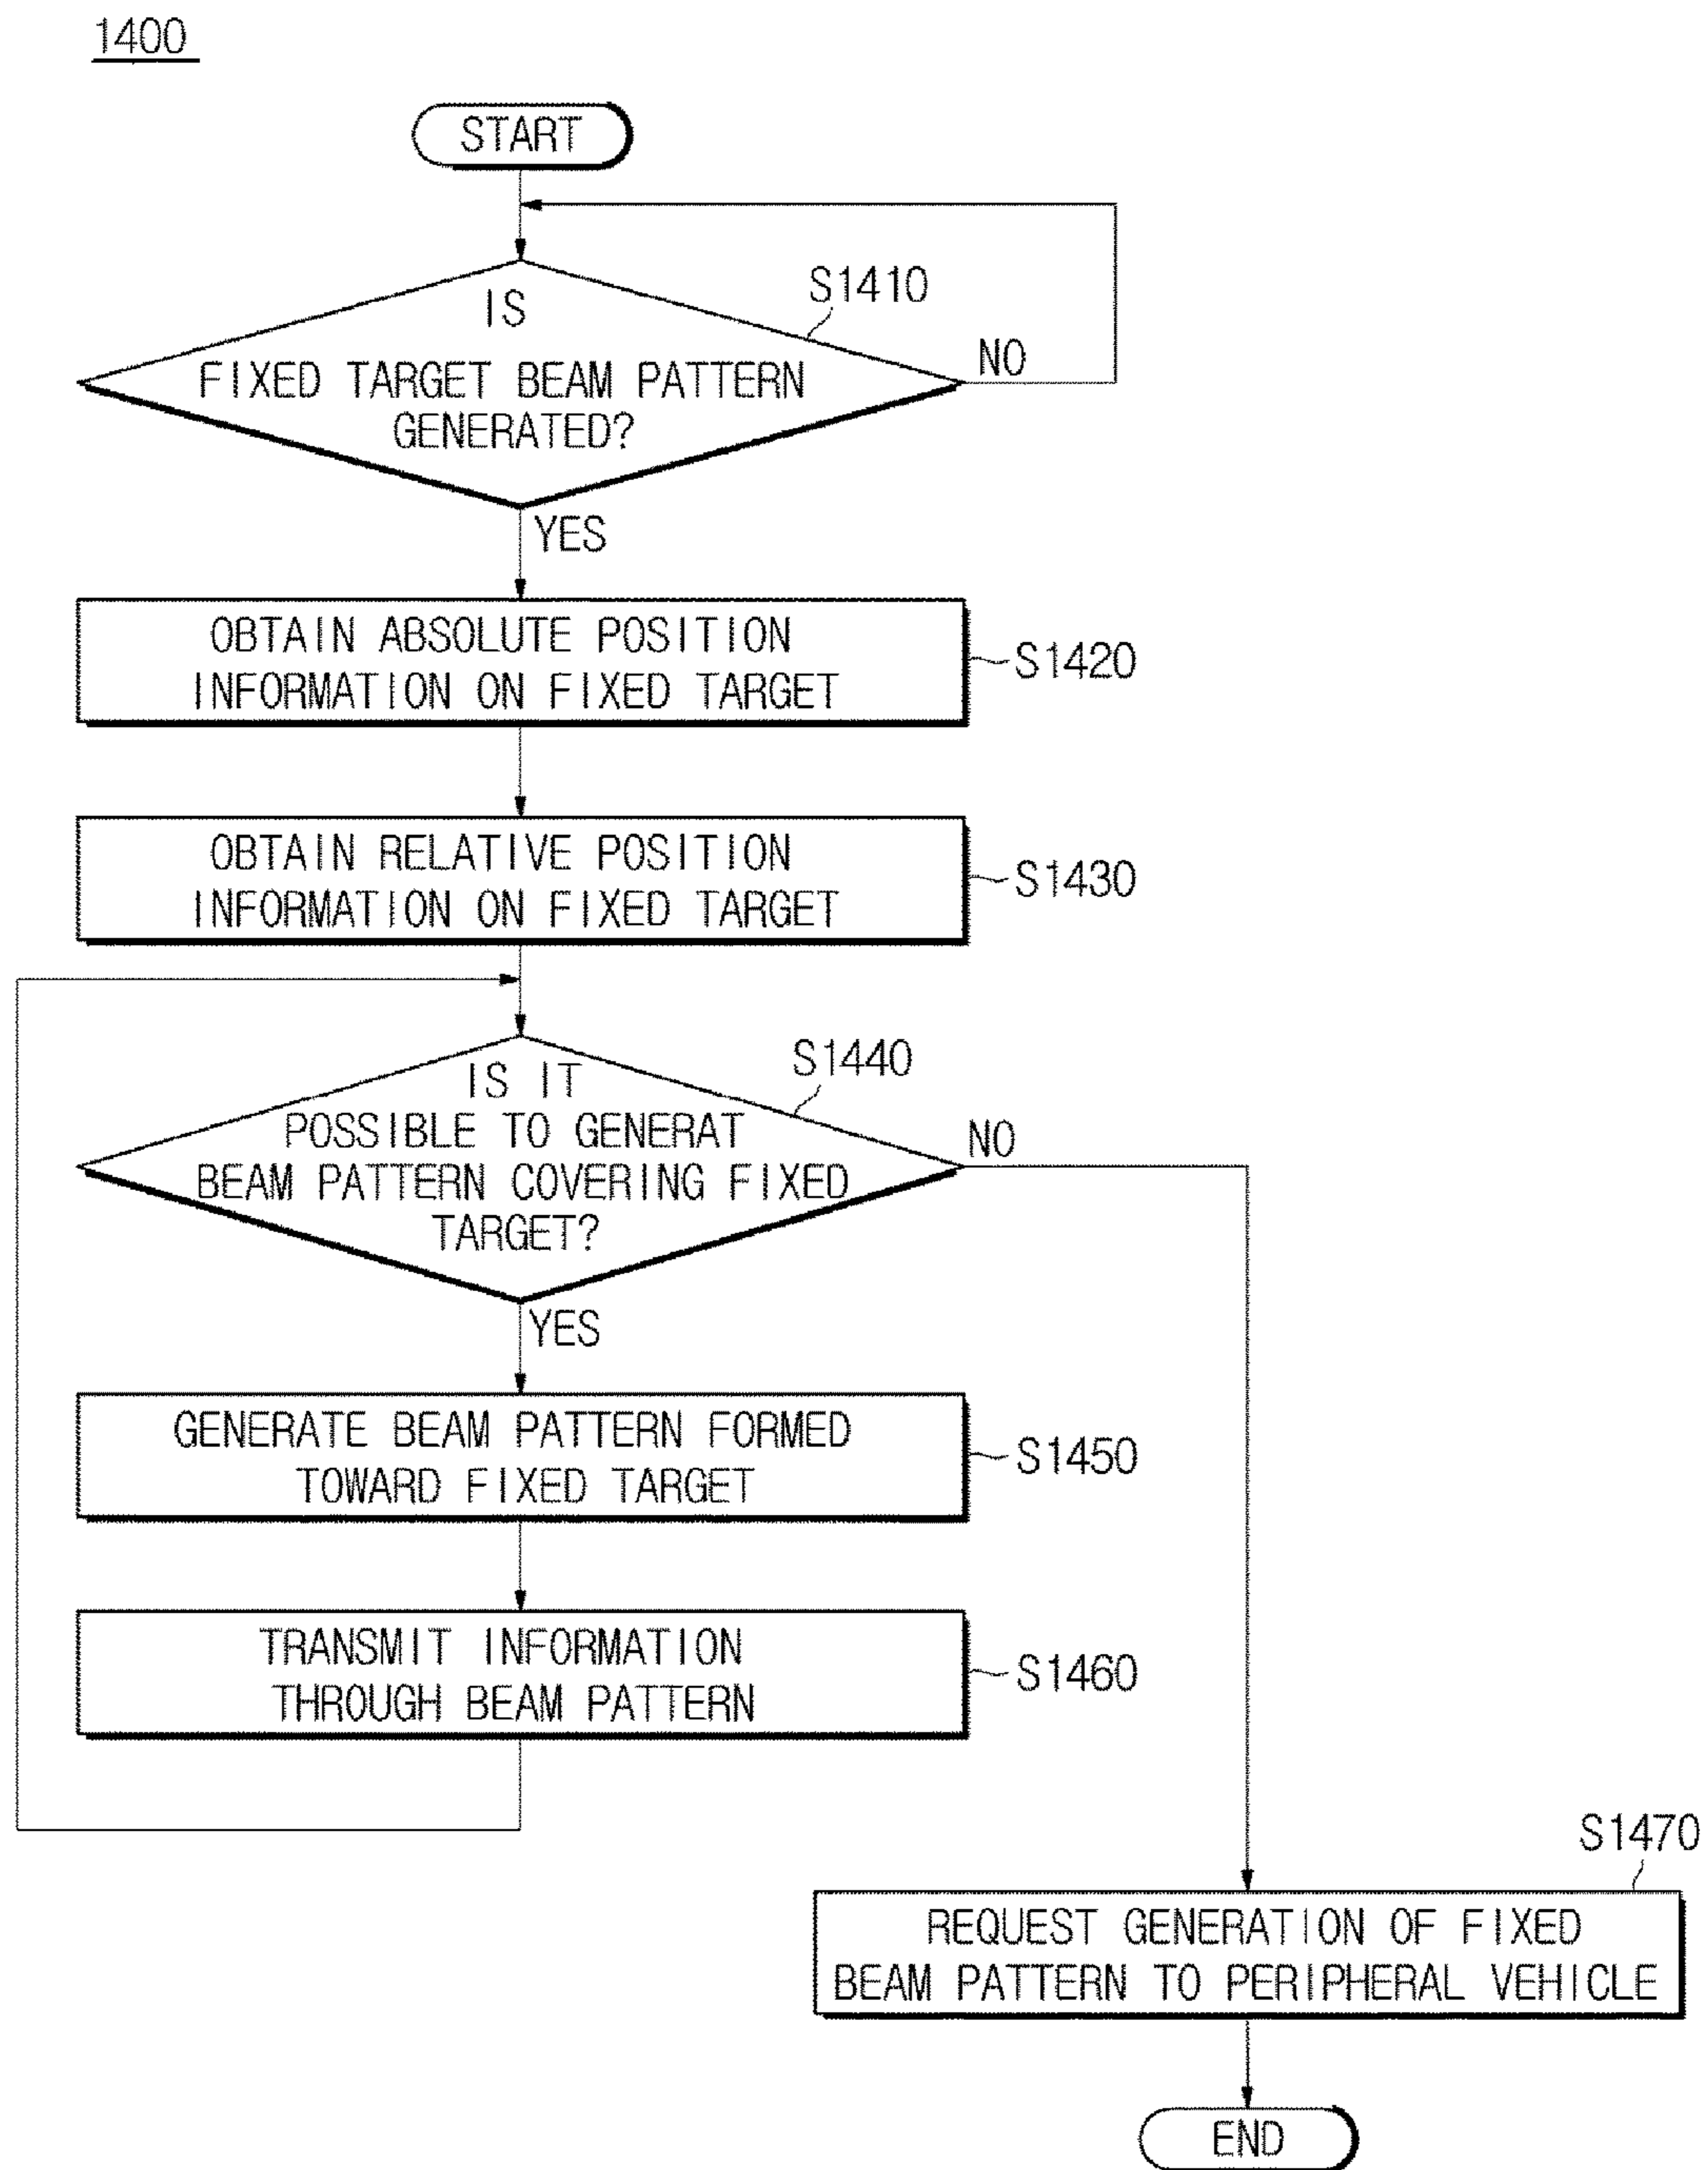 1400
START
IS
FIXED TARGET BEAM PATTERN
GENERATED?
S1410
NO
YES
OBTAIN ABSOLUTE POSITION
INFORMATION ON FIXED TARGET
S1420
OBTAIN RELATIVE POSITION
INFORMATION ON FIXED TARGET
S1430
IS IT
POSSIBLE TO GENERAT
BEAM PATTERN COVERING FIXED
TARGET?
S1440
NO
YES
GENERATE BEAM PATTERN FORMED
TOWARD FIXED TARGET
S1450
TRANSMIT INFORMATION
THROUGH BEAM PATTERN
S1460
S1470
REQUEST GENERATION OF FIXED
BEAM PATTERN TO PERIPHERAL VEHICLE
END